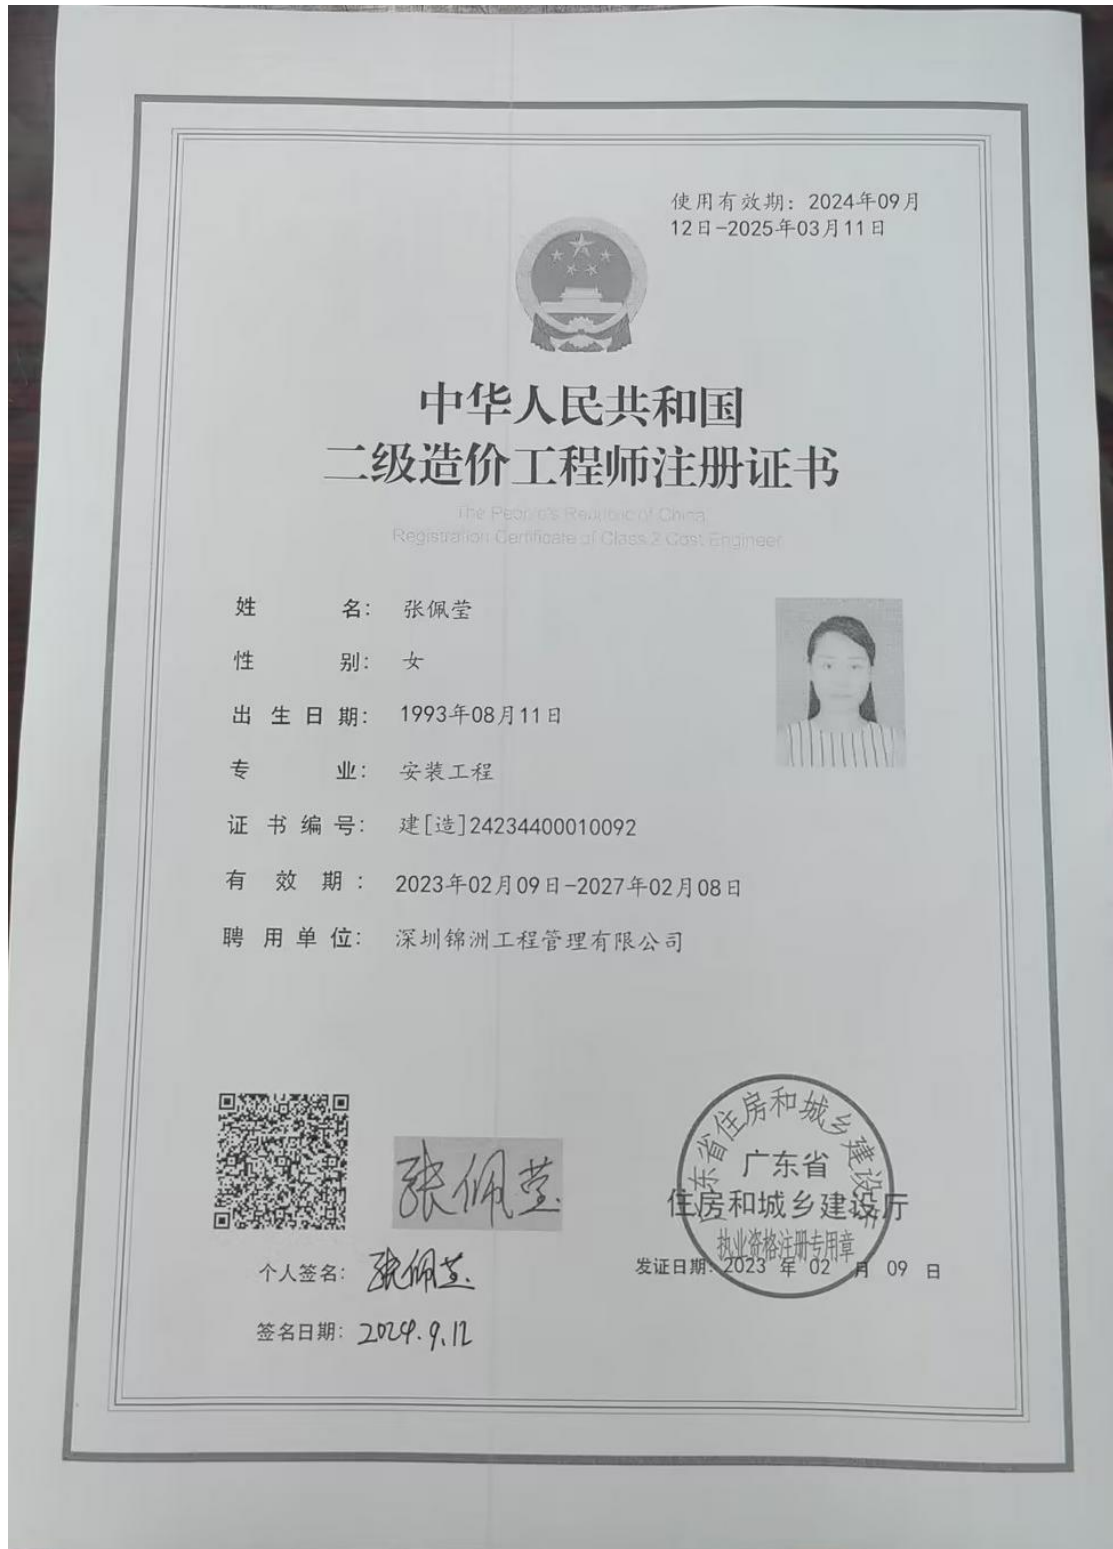 使用有效期：2024年09月
12日-2025年03月11日
中华人民共和国
二级造价工程师注册证书
The People's Republic of China
Registration Certificate of Class 2 Cost Engineer
姓 名：张佩莹
性 别：女
出生日期：1993年08月11日
专 业：安装工程
证书编号：建[造]24234400010092
有 效 期：2023年02月09日-2027年02月08日
聘用单位：深圳锦洲工程管理有限公司
张佩莹
个人签名：张佩莹
签名日期：2024.9.12
广东省住房和城乡建设厅
广东省
住房和城乡建设厅
执业资格注册专用章
发证日期：2023 年 02 月 09 日